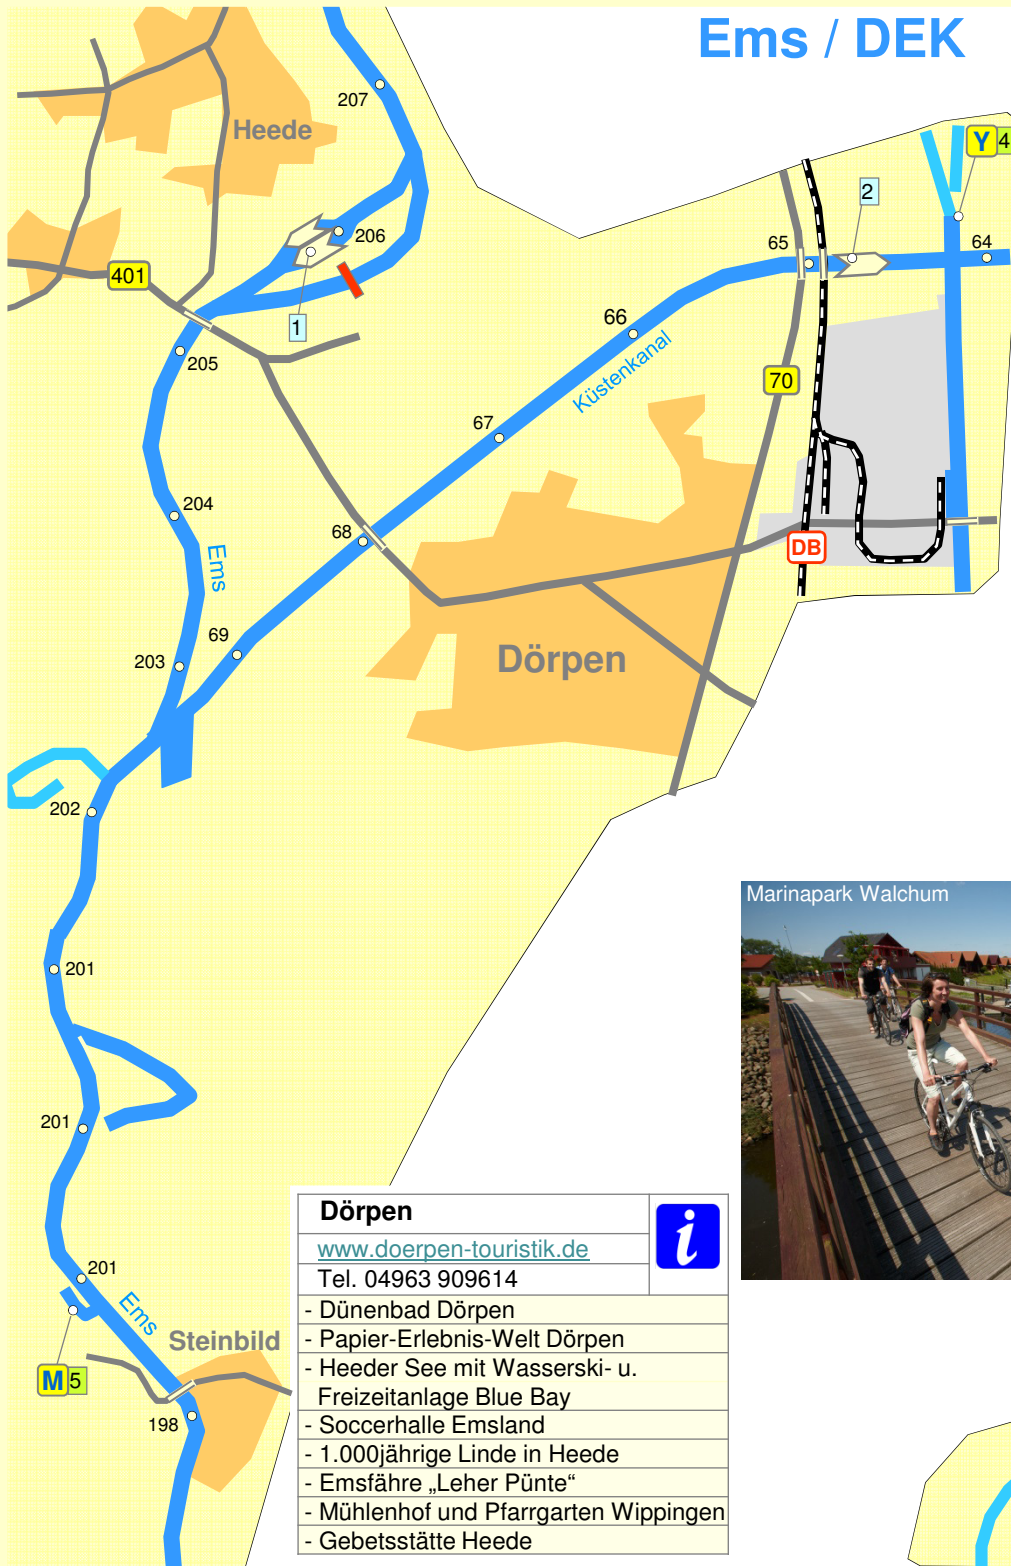 Ems / DEK
207
Heede
206
401
1
205
2
Y 4
65
64
66
Küstenkanal
70
67
204
68
Ems
DB
69
203
Dörpen
202
201
Marinapark Walchum
201
201
Ems
Steinbild
M 5
198
Dörpen
i
www.doerpen-touristik.de
Tel. 04963 909614
- Dünenbad Dörpen
- Papier-Erlebnis-Welt Dörpen
- Heeder See mit Wasserski- u.
Freizeitanlage Blue Bay
- Soccerhalle Emsland
- 1.000jährige Linde in Heede
- Emsfähre „Leher Pünte“
- Mühlenhof und Pfarrgarten Wippingen
- Gebetsstätte Heede